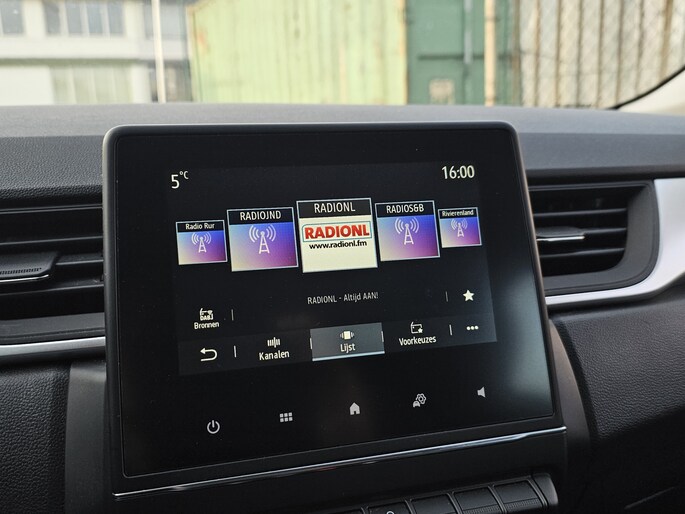 5°C
16:00
Radio Rur
RADIOJND
RADIONL
RADIOS&B
Rivierenland
RADIONL
www.radionl.fm
RADIONL - Altijd AAN!
DAB
Bronnen
Kanalen
Lijst
Voorkeuzes